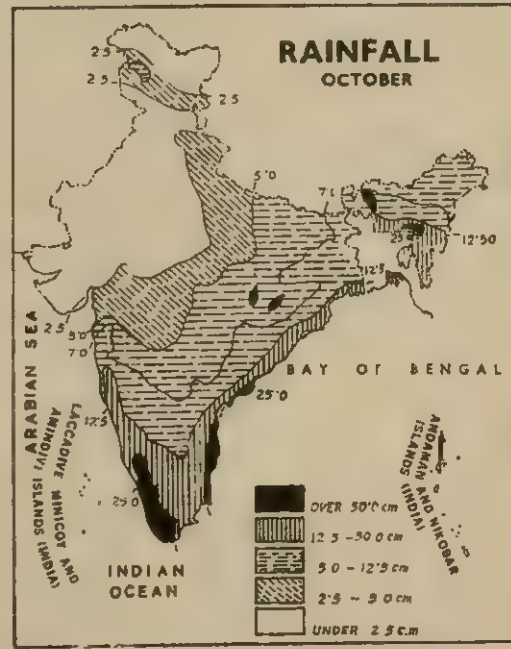 RAINFALL
OCTOBER
2·5
2·5
2·5
5·0
7·0
25
12·50
12·5
2·5
5·0
7·0
12·5
25·0
25·0
ARABIAN SEA
LACCADIVE MINICOY AND
AMINDIVI ISLANDS (INDIA)
BAY OF BENGAL
ANDAMAN AND NIKOBAR
ISLANDS (INDIA)
INDIAN
OCEAN
OVER 50·0 cm
12.5 – 50.0 cm
5·0 – 12·5 cm
2·5 – 5·0 cm
UNDER 2.5 c.m